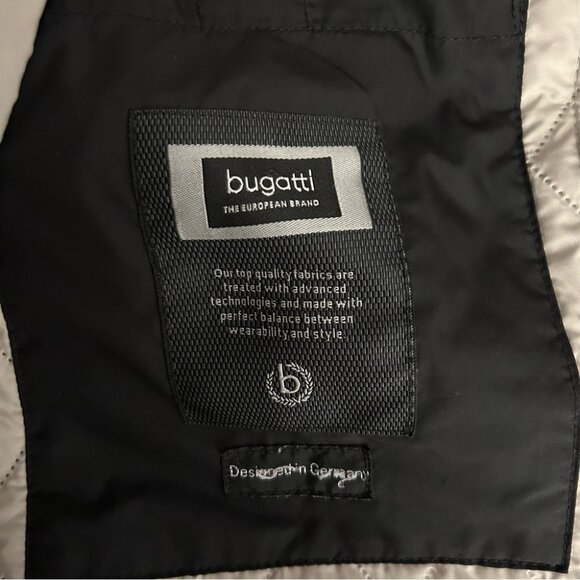 bugatti
THE EUROPEAN BRAND
Our top quality fabrics are
treated with advanced
technologies and made with
perfect balance between
wearability and style.
b
Designed in Germany